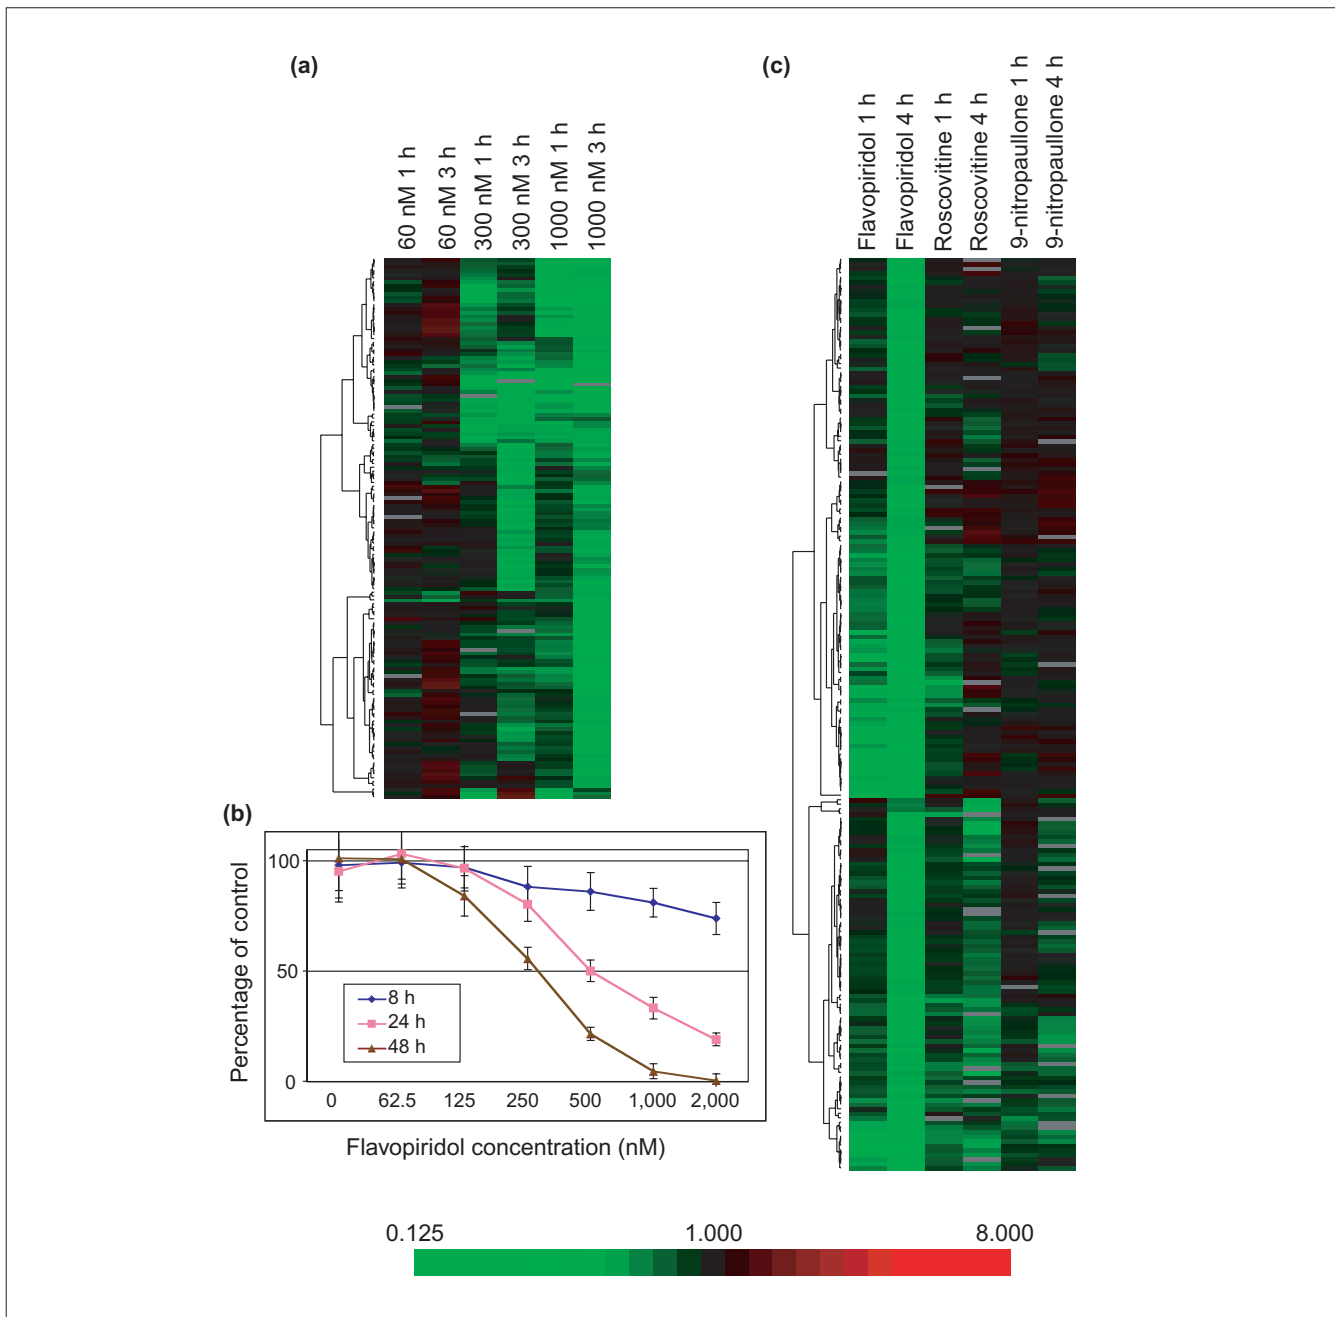 (a)
60 nM 1 h
60 nM 3 h
300 nM 1 h
300 nM 3 h
1000 nM 1 h
1000 nM 3 h
(b)
Percentage of control
100
50
0
8 h
24 h
48 h
0 62.5 125 250 500 1,000 2,000
Flavopiridol concentration (nM)
(c)
Flavopiridol 1 h
Flavopiridol 4 h
Roscovitine 1 h
Roscovitine 4 h
9-nitropaullone 1 h
9-nitropaullone 4 h
0.125 1.000 8.000